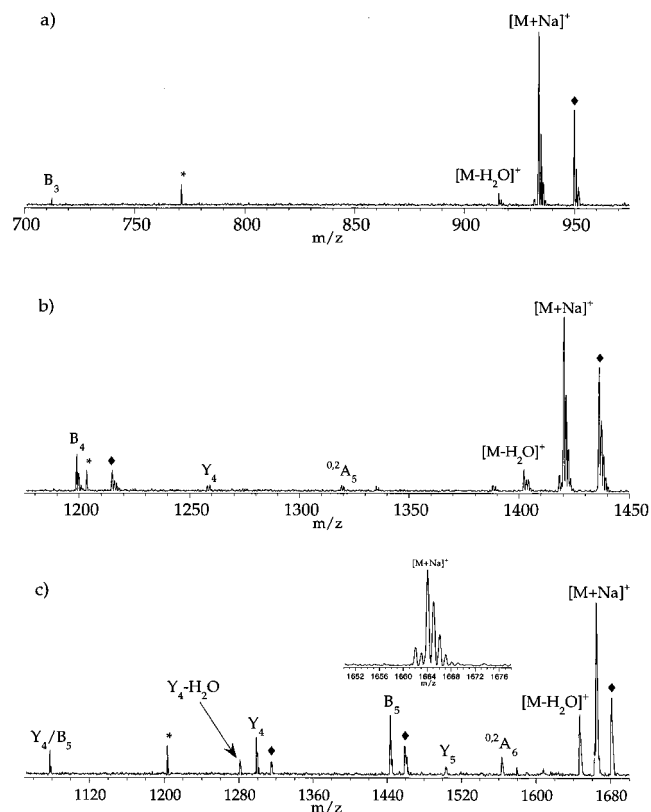 a)
[M+Na]⁺
♦
[M-H₂O]⁺
B₃
*
700 750 800 850 900 950
m/z
b)
[M+Na]⁺
♦
[M-H₂O]⁺
B₄
*
♦
Y₄
⁰,²A₅
1200 1250 1300 1350 1400 1450
m/z
c)
[M+Na]⁺
1652 1656 1660 1664 1668 1672 1676
m/z
[M+Na]⁺
♦
[M-H₂O]⁺
Y₄-H₂O
Y₄/B₅
*
Y₄
♦
B₅
♦
Y₅
⁰,²A₆
1120 1200 1280 1360 1440 1520 1600 1680
m/z